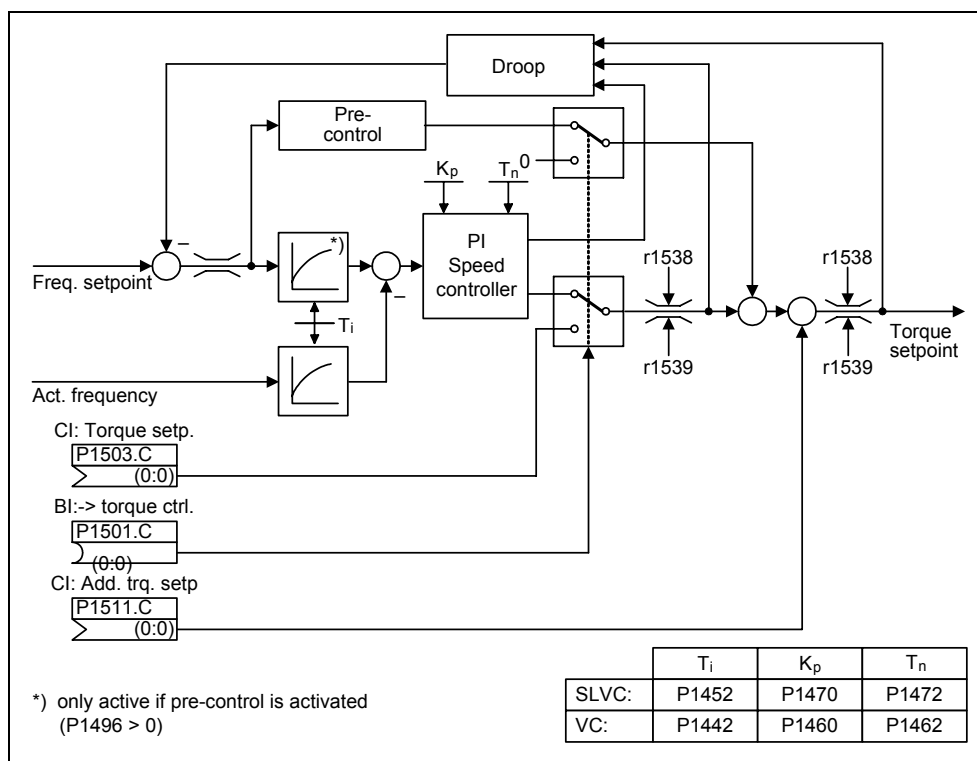 Droop
Pre-
control
0
Kp
Tn
–
*)
PI
Speed
controller
r1538
r1538
Freq. setpoint
–
Ti
r1539
r1539
Torque
setpoint
Act. frequency
CI: Torque setp.
P1503.C
(0:0)
BI:-> torque ctrl.
P1501.C
(0:0)
CI: Add. trq. setp
P1511.C
(0:0)
Ti Kp Tn
SLVC: P1452 P1470 P1472
VC: P1442 P1460 P1462
*) only active if pre-control is activated
(P1496 > 0)